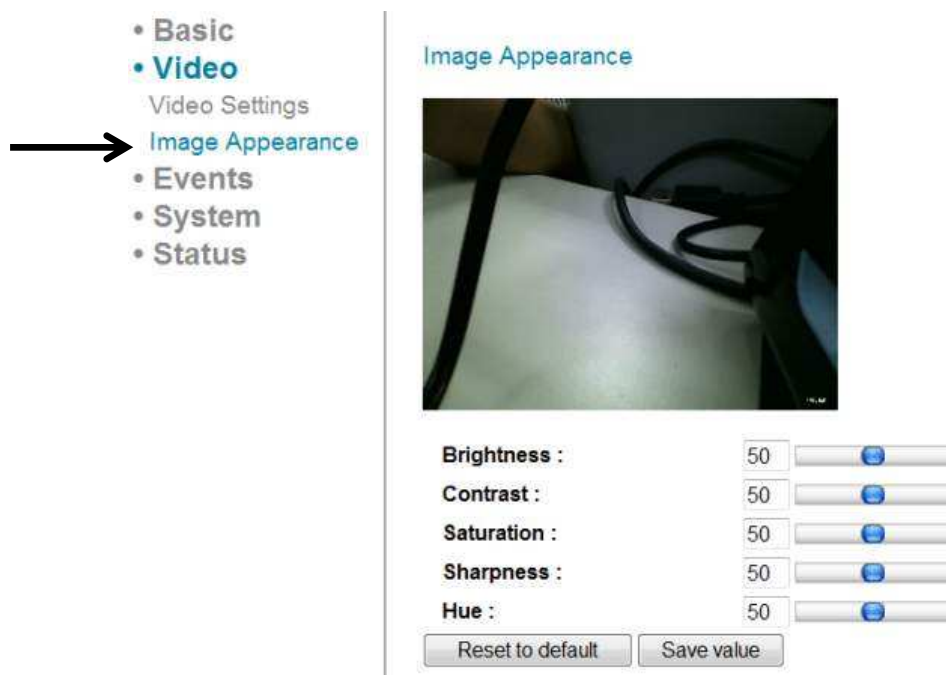 • Basic
• Video
Video Settings
Image Appearance
• Events
• System
• Status
Image Appearance
Brightness : 50
Contrast : 50
Saturation : 50
Sharpness : 50
Hue : 50
Reset to default Save value